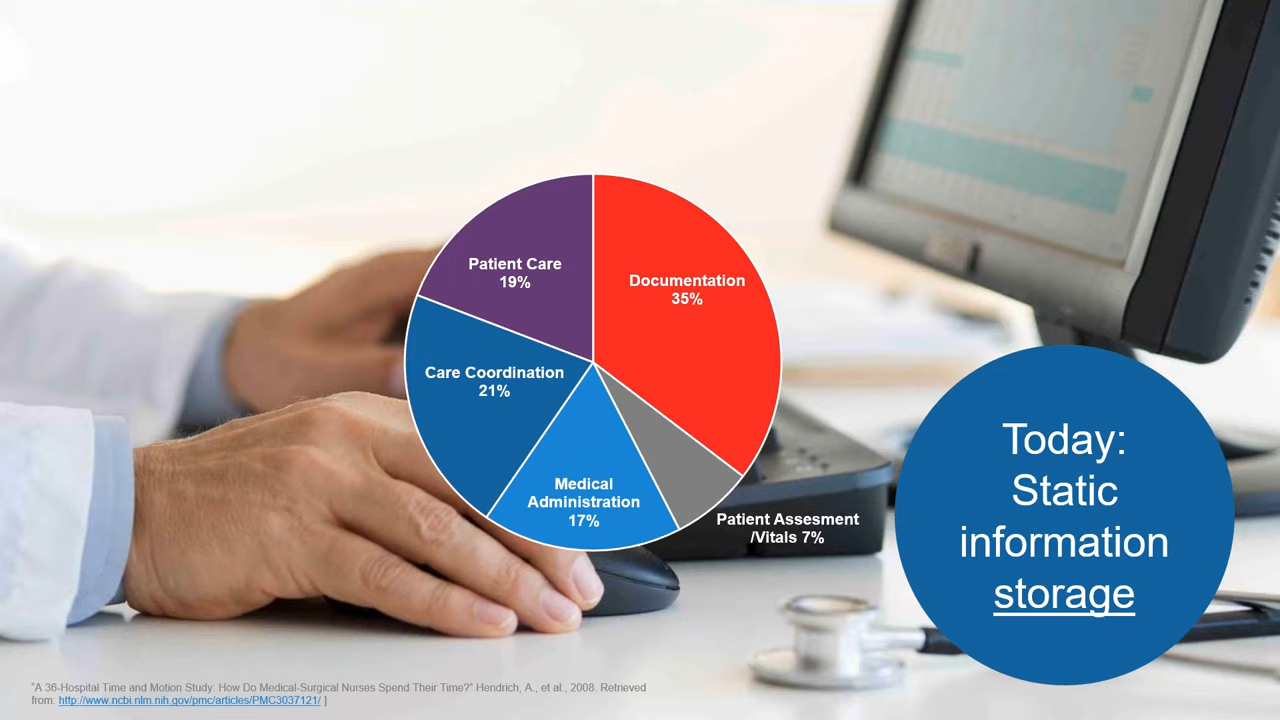 Patient Care
19%
Documentation
35%
Care Coordination
21%
Medical
Administration
17%
Patient Assesment
/Vitals 7%
Today:
Static
information
storage
"A 36-Hospital Time and Motion Study: How Do Medical-Surgical Nurses Spend Their Time?" Hendrich, A., et al., 2008. Retrieved
from: http://www.ncbi.nlm.nih.gov/pmc/articles/PMC3037121/ ]